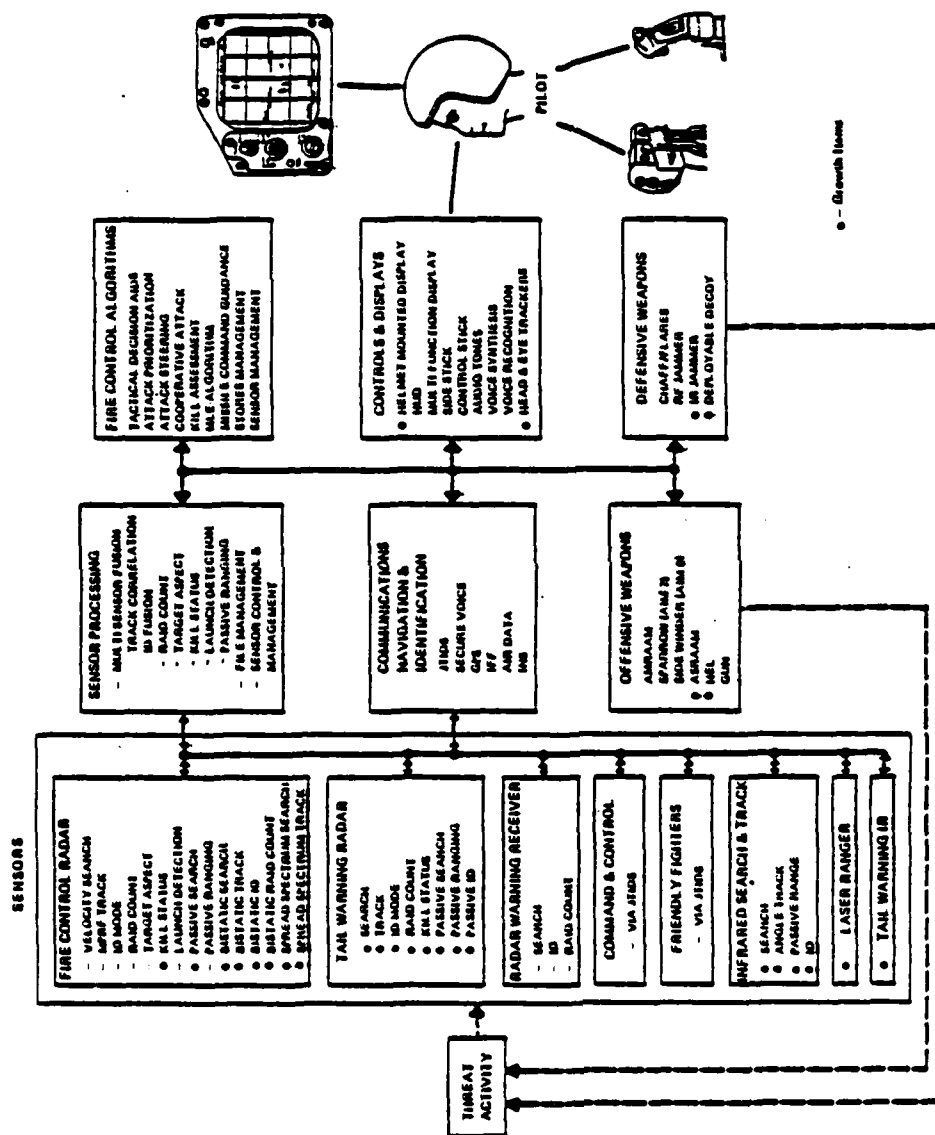 SENSORS
THREAT
ACTIVITY
FIRE CONTROL RADAR
– VELOCITY SEARCH
– MPRF TRACK
– ID MODE
– RAID COUNT
– TARGET ASPECT
● KILL STATUS
– LAUNCH DETECTION
● PASSIVE SEARCH
– PASSIVE RANGING
● BISTATIC SEARCH
● BISTATIC TRACK
● BISTATIC ID
● BISTATIC RAID COUNT
● SPREAD SPECTRUM SEARCH
● SPREAD SPECTRUM TRACK
TAIL WARNING RADAR
● SEARCH
● TRACK
● ID MODE
● RAID COUNT
● KILL STATUS
● PASSIVE SEARCH
● PASSIVE RANGING
● PASSIVE ID
RADAR WARNING RECEIVER
– SEARCH
– ID
– RAID COUNT
COMMAND & CONTROL
– VIA JTIDS
FRIENDLY FIGHTERS
– VIA JTIDS
INFRARED SEARCH & TRACK
● SEARCH
● ANGLE TRACK
● PASSIVE RANGE
● ID
● LASER RANGER
● TAIL WARNING IR
SENSOR PROCESSING
– MULTI SENSOR FUSION
TRACK CORRELATION
ID FUSION
– RAID COUNT
– TARGET ASPECT
– KILL STATUS
– LAUNCH DETECTION
– PASSIVE RANGING
– FILE MANAGEMENT
– SENSOR CONTROL &
MANAGEMENT
COMMUNICATIONS
NAVIGATION &
IDENTIFICATION
JTIDS
SECURE VOICE
GPS
IFF
AIR DATA
INS
OFFENSIVE WEAPONS
AMRAAM
SPARROW (AIM 7)
SIDEWINDER (AIM 9)
● ASRAAM
● HEL
GUN
FIRE CONTROL ALGORITHMS
TACTICAL DECISION AIDS
ATTACK PRIORITIZATION
ATTACK STEERING
COOPERATIVE ATTACK
KILL ASSESSMENT
MLE ALGORITHM
MISSILE COMMAND GUIDANCE
STORES MANAGEMENT
SENSOR MANAGEMENT
CONTROLS & DISPLAYS
● HELMET MOUNTED DISPLAY
HUD
MULTI FUNCTION DISPLAY
SIDE STICK
CONTROL STICK
AUDIO TONES
VOICE SYNTHESIS
VOICE RECOGNITION
● HEAD & EYE TRACKERS
DEFENSIVE WEAPONS
CHAFF/FLARES
RF JAMMER
● IR JAMMER
● DEPLOYABLE DECOY
PILOT
● – Growth Items